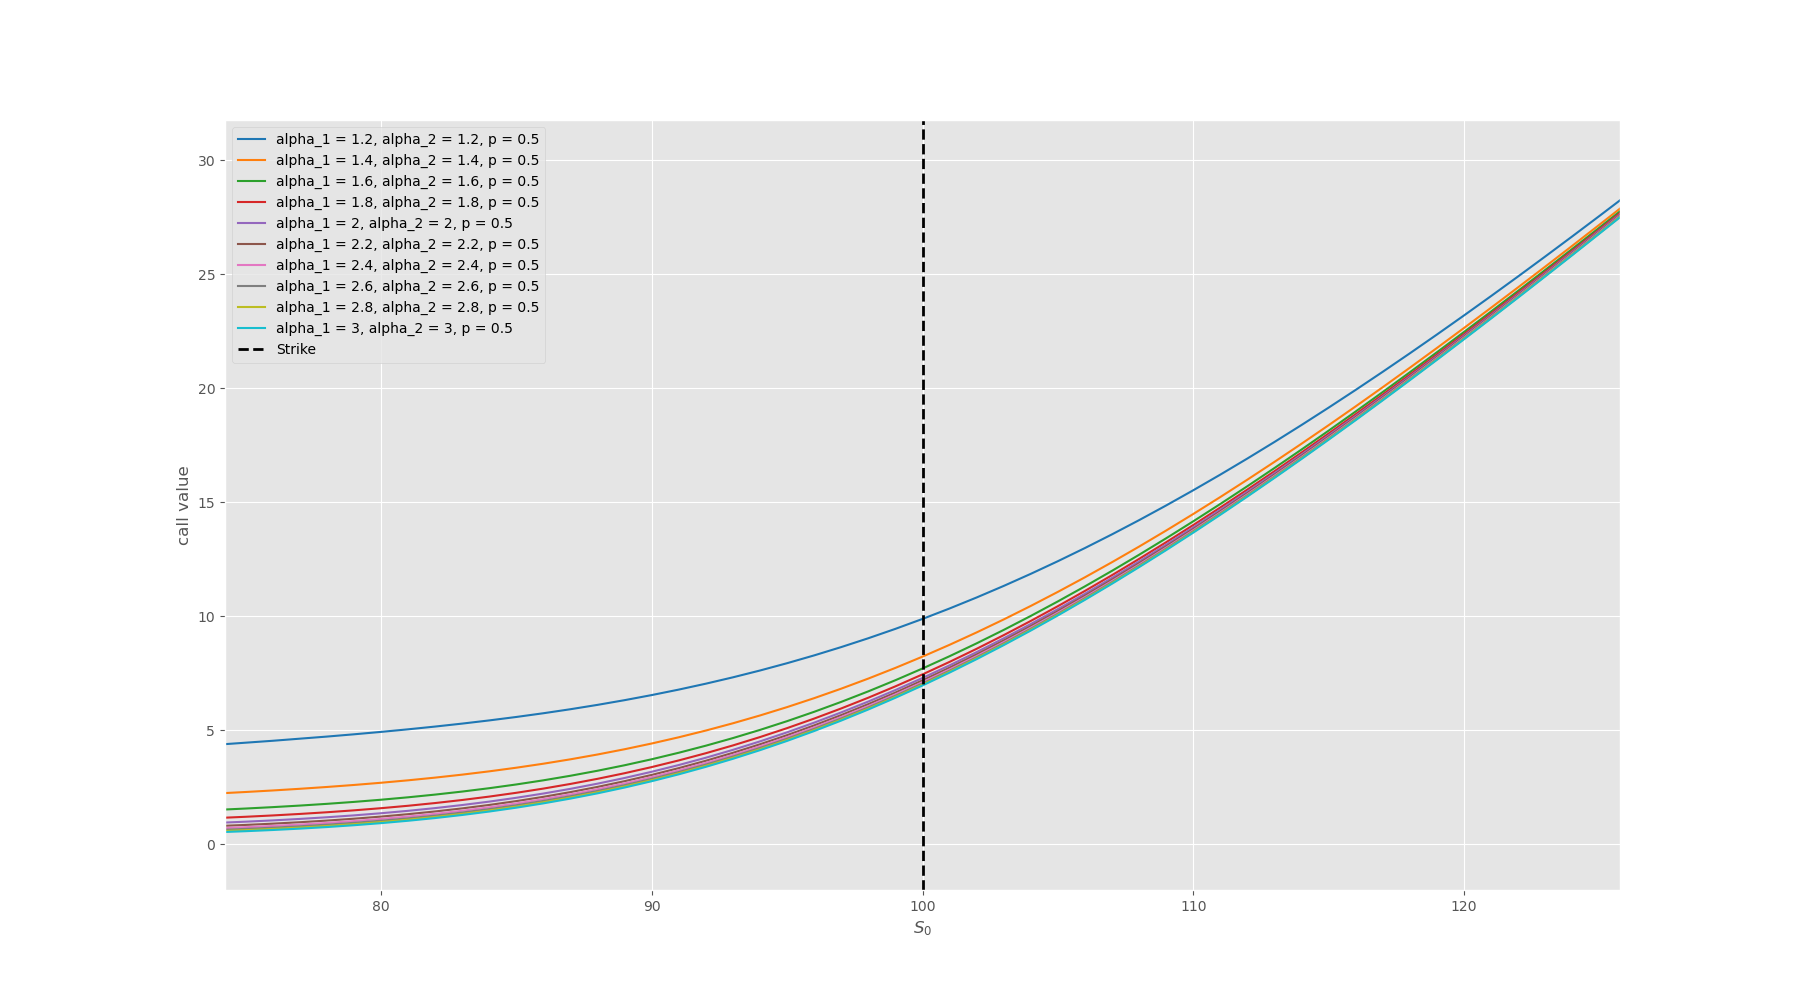 alpha_1 = 1.2, alpha_2 = 1.2, p = 0.5
alpha_1 = 1.4, alpha_2 = 1.4, p = 0.5
alpha_1 = 1.6, alpha_2 = 1.6, p = 0.5
alpha_1 = 1.8, alpha_2 = 1.8, p = 0.5
alpha_1 = 2, alpha_2 = 2, p = 0.5
alpha_1 = 2.2, alpha_2 = 2.2, p = 0.5
alpha_1 = 2.4, alpha_2 = 2.4, p = 0.5
alpha_1 = 2.6, alpha_2 = 2.6, p = 0.5
alpha_1 = 2.8, alpha_2 = 2.8, p = 0.5
alpha_1 = 3, alpha_2 = 3, p = 0.5
Strike
30
25
20
15
10
5
0
call value
80
90
100
110
120
S₀